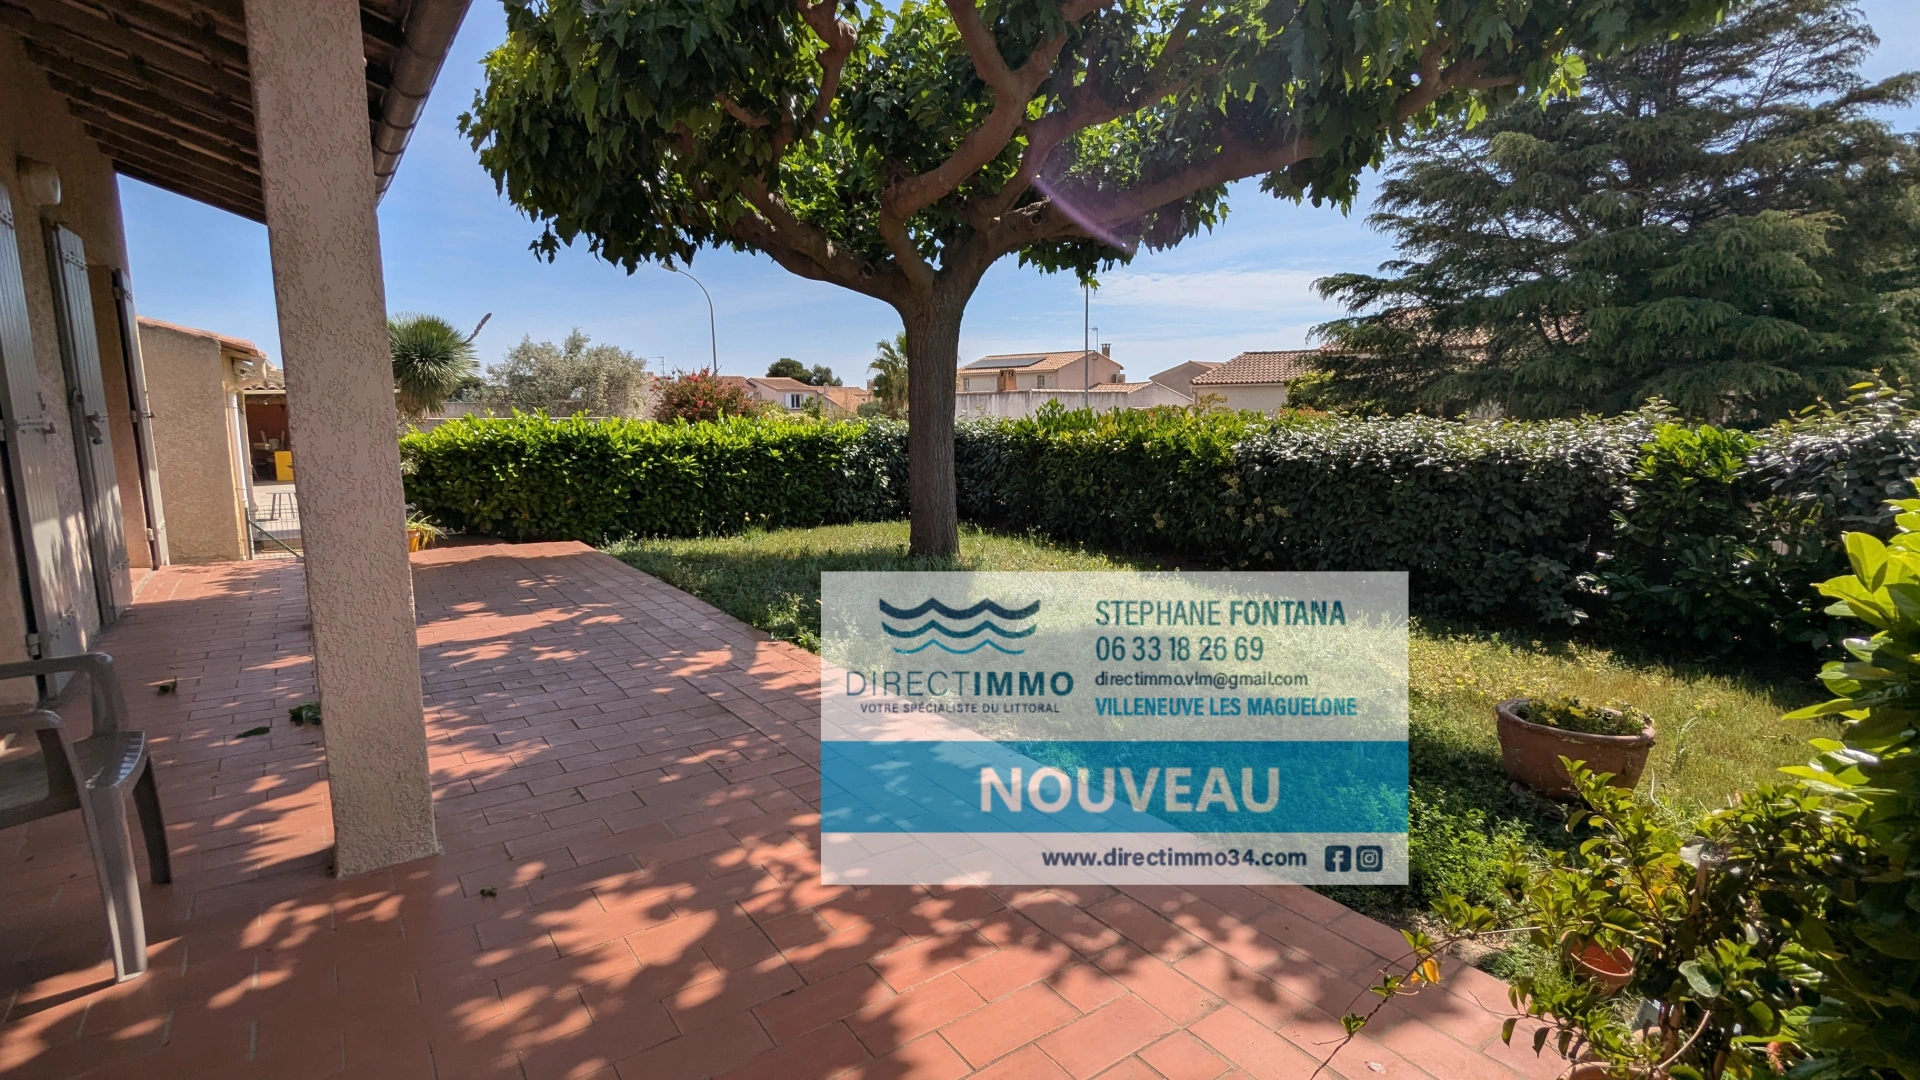 STEPHANE FONTANA
06 33 18 26 69
directimmo.vlm@gmail.com
VILLENEUVE LES MAGUELONE
DIRECTIMMO
VOTRE SPÉCIALISTE DU LITTORAL
NOUVEAU
www.directimmo34.com